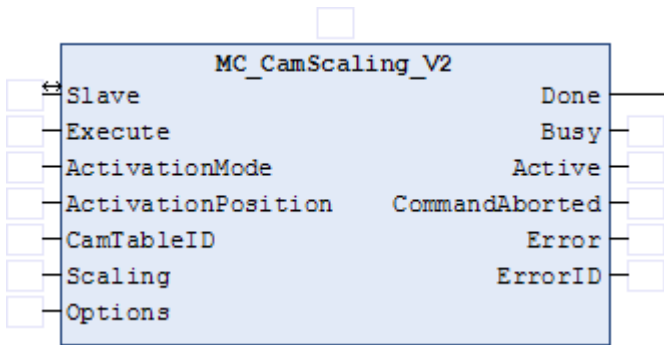 MC_CamScaling_V2
Slave Done
Execute Busy
ActivationMode Active
ActivationPosition CommandAborted
CamTableID Error
Scaling ErrorID
Options